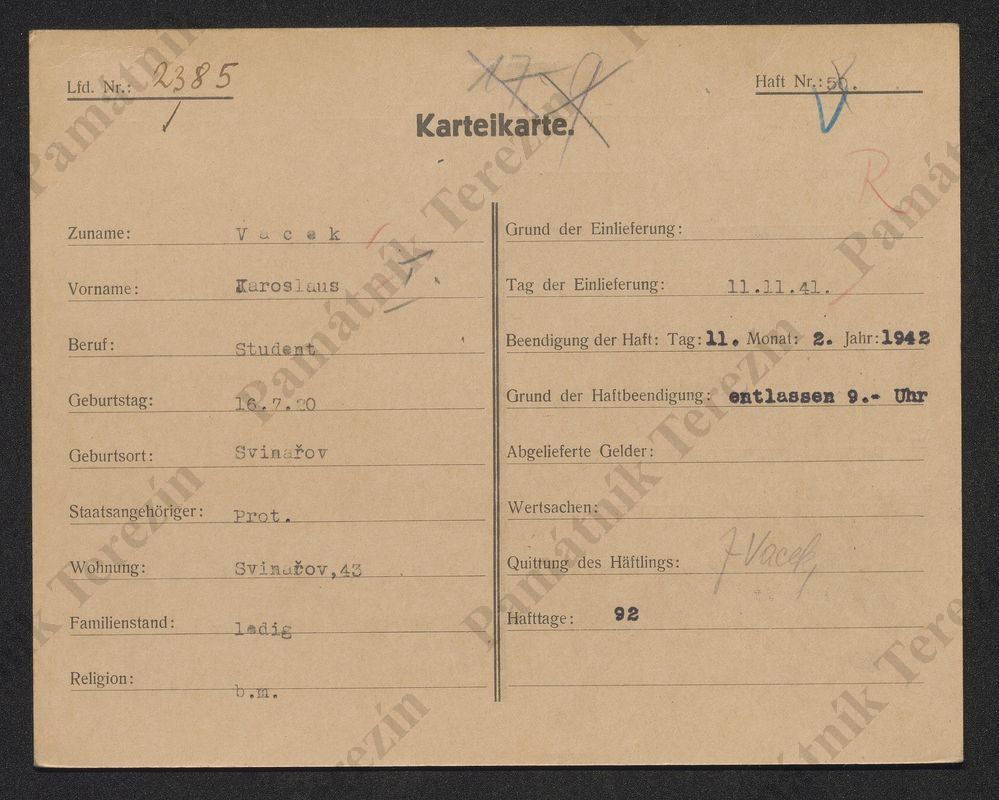 Lfd. Nr.: 2385
17
Haft Nr.: 50.
Karteikarte.
R
Zuname: Vacek
Vorname: Jaroslaus
Beruf: Student
Geburtstag: 16.7.20
Geburtsort: Svinařov
Staatsangehöriger: Prot.
Wohnung: Svinařov,43
Familienstand: ledig
Religion: b.m.
Grund der Einlieferung:
Tag der Einlieferung: 11.11.41.
Beendigung der Haft: Tag: 11. Monat: 2. Jahr: 1942
Grund der Haftbeendigung: entlassen 9.- Uhr
Abgelieferte Gelder:
Wertsachen:
Quittung des Häftlings: J Vacek,
Hafttage: 92
Památník Terezín